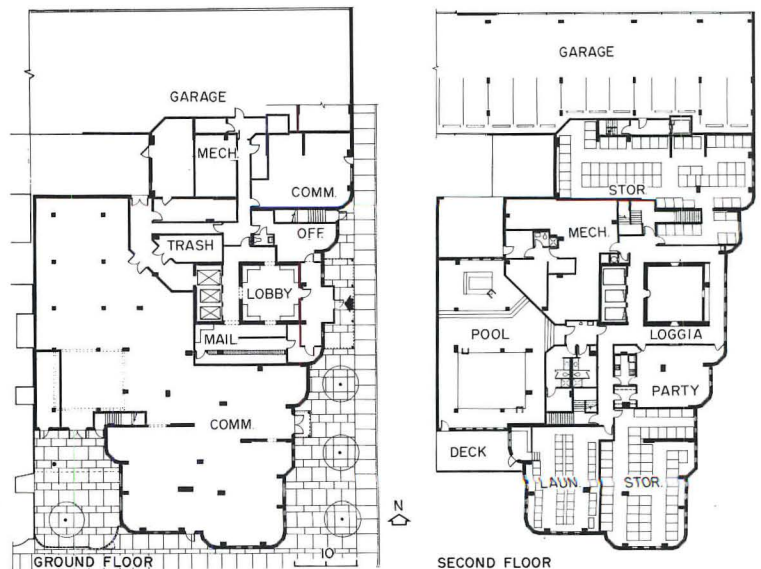 GARAGE
MECH.
COMM.
OFF.
TRASH
LOBBY
MAIL
COMM.
GROUND FLOOR
10'
N
GARAGE
STOR.
MECH.
POOL
LOGGIA
PARTY
DECK
LAUN.
STOR.
SECOND FLOOR